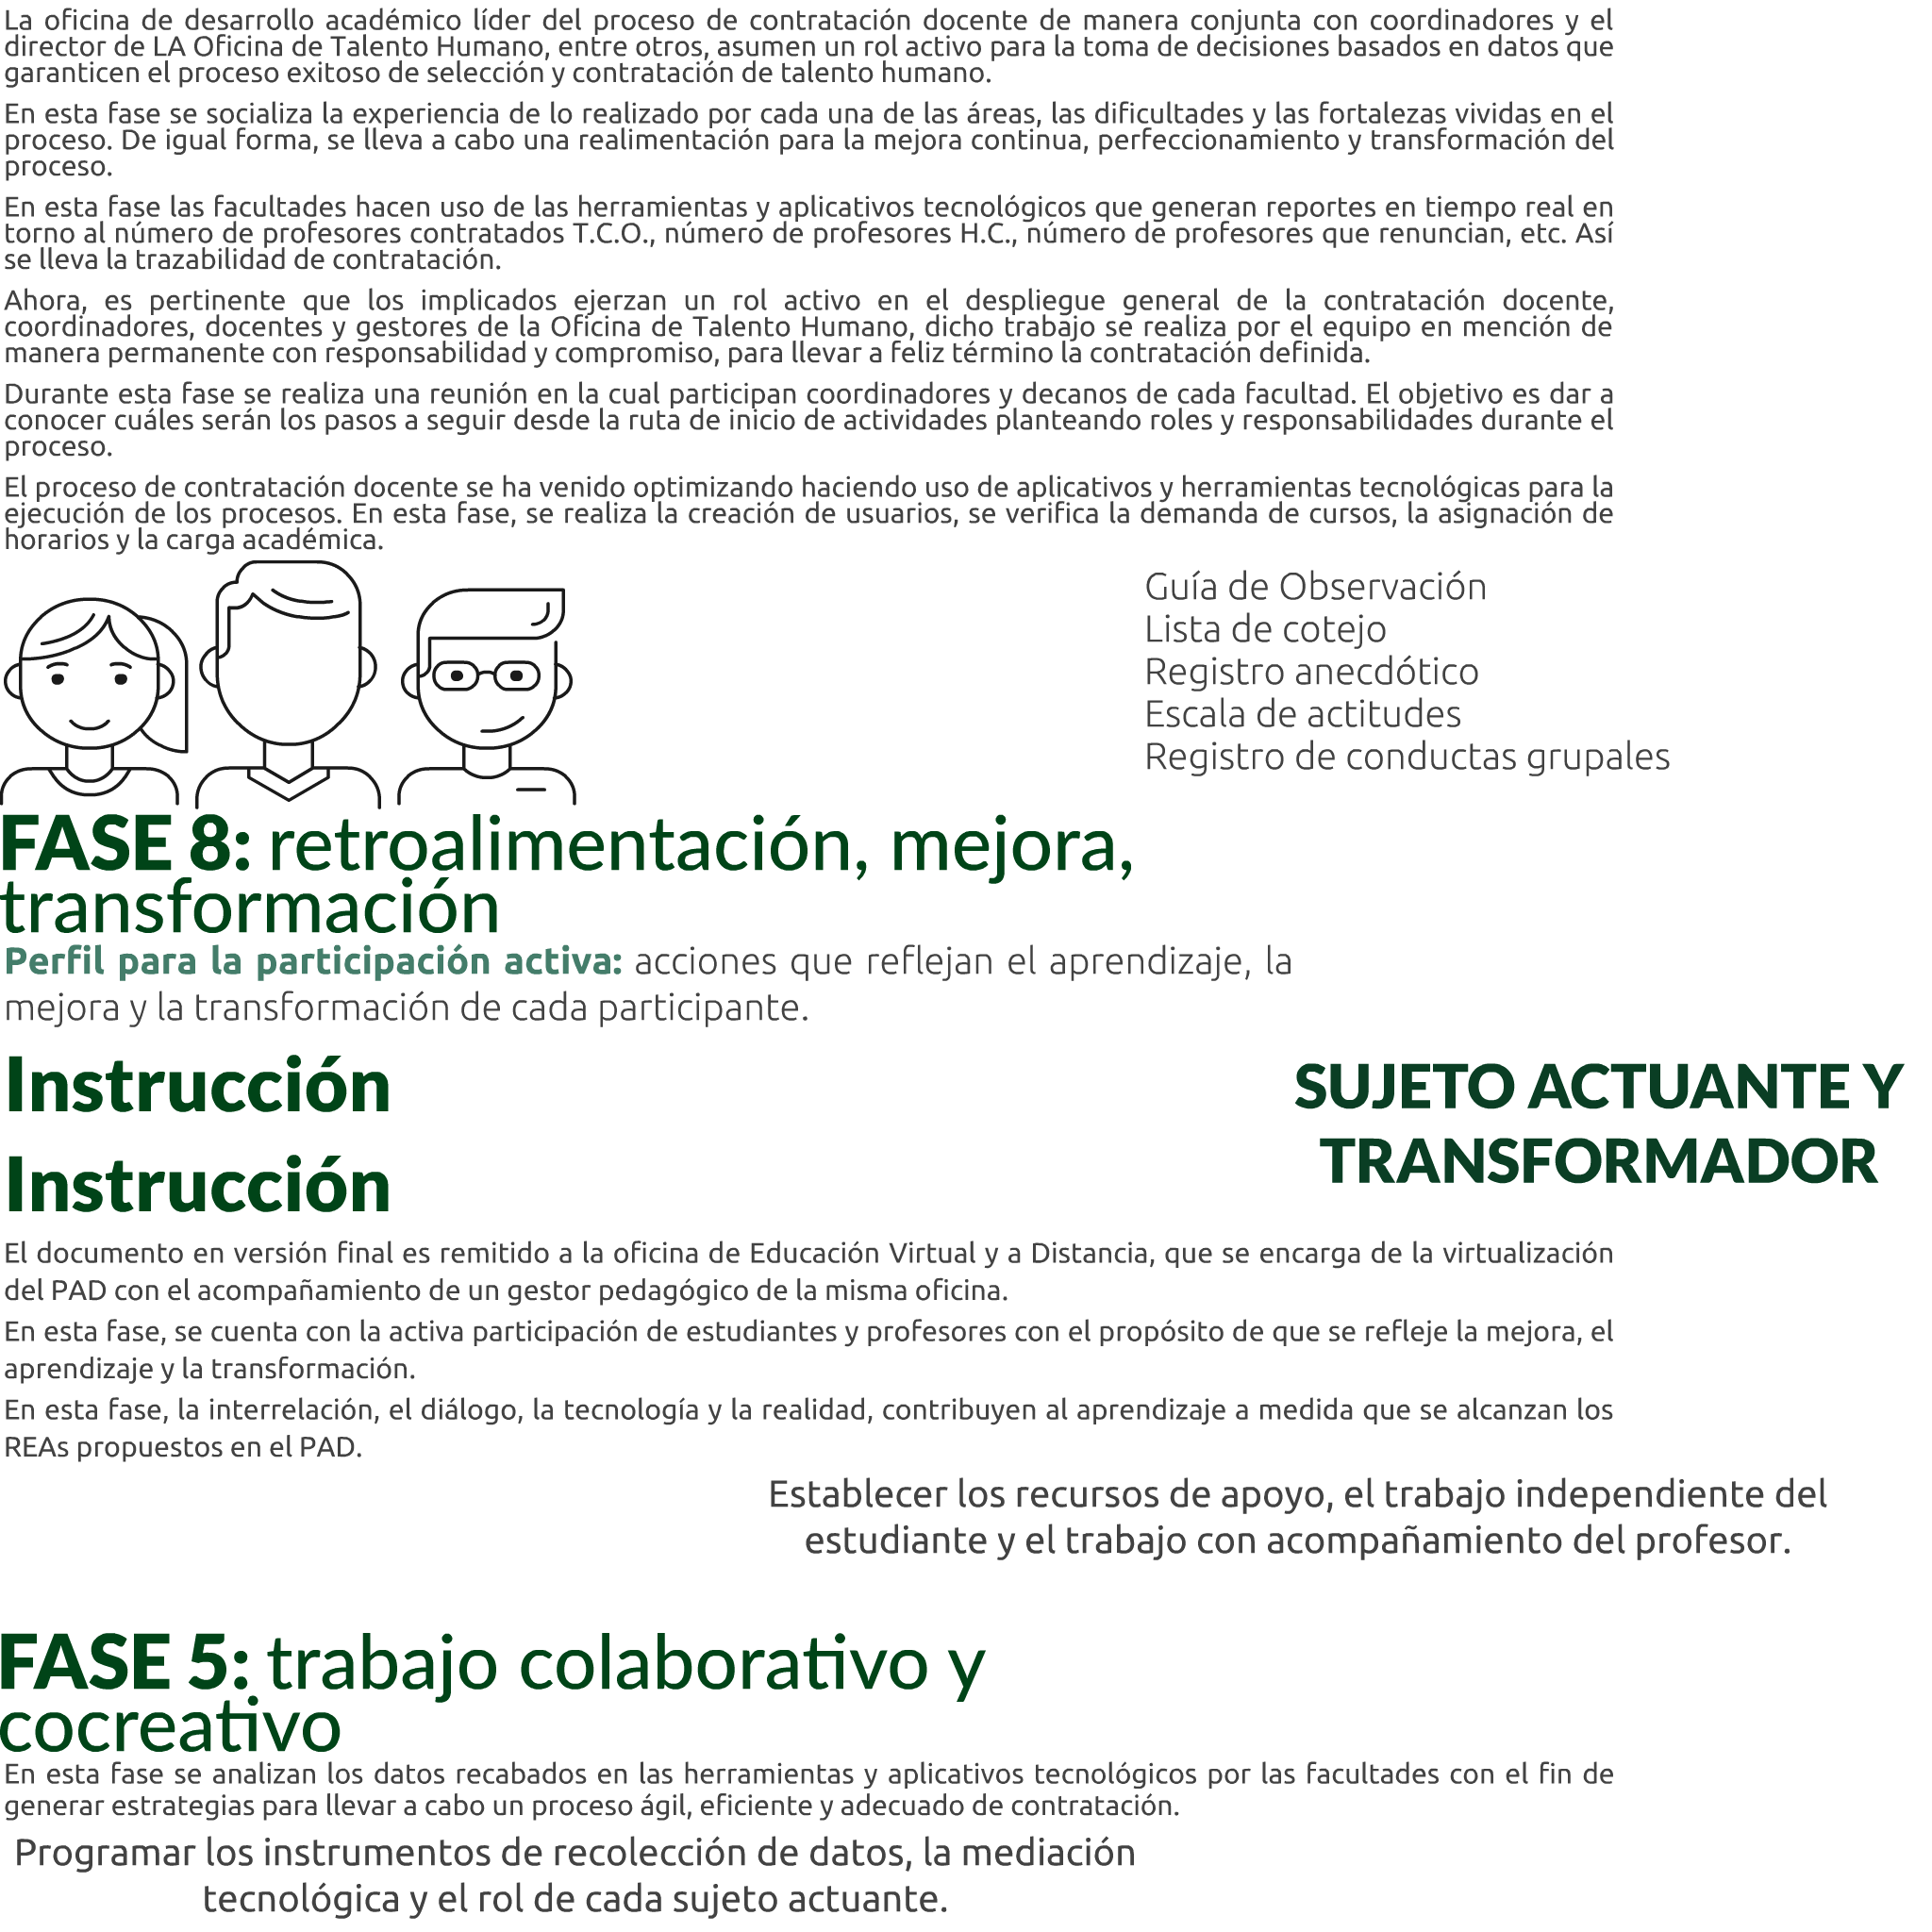 La oficina de desarrollo académico líder del proceso de contratación docente de manera conjunta con coordinadores y el
director de LA Oficina de Talento Humano, entre otros, asumen un rol activo para la toma de decisiones basados en datos que
garanticen el proceso exitoso de selección y contratación de talento humano.
En esta fase se socializa la experiencia de lo realizado por cada una de las áreas, las dificultades y las fortalezas vividas en el
proceso. De igual forma, se lleva a cabo una realimentación para la mejora continua, perfeccionamiento y transformación del
proceso.
En esta fase las facultades hacen uso de las herramientas y aplicativos tecnológicos que generan reportes en tiempo real en
torno al número de profesores contratados T.C.O., número de profesores H.C., número de profesores que renuncian, etc. Así
se lleva la trazabilidad de contratación.
Ahora, es pertinente que los implicados ejerzan un rol activo en el despliegue general de la contratación docente,
coordinadores, docentes y gestores de la Oficina de Talento Humano, dicho trabajo se realiza por el equipo en mención de
manera permanente con responsabilidad y compromiso, para llevar a feliz término la contratación definida.
Durante esta fase se realiza una reunión en la cual participan coordinadores y decanos de cada facultad. El objetivo es dar a
conocer cuáles serán los pasos a seguir desde la ruta de inicio de actividades planteando roles y responsabilidades durante el
proceso.
El proceso de contratación docente se ha venido optimizando haciendo uso de aplicativos y herramientas tecnológicas para la
ejecución de los procesos. En esta fase, se realiza la creación de usuarios, se verifica la demanda de cursos, la asignación de
horarios y la carga académica.
Guía de Observación
Lista de cotejo
Registro anecdótico
Escala de actitudes
Registro de conductas grupales
FASE 8: retroalimentación, mejora,
transformación
Perfil para la participación activa: acciones que reflejan el aprendizaje, la
mejora y la transformación de cada participante.
Instrucción
SUJETO ACTUANTE Y
TRANSFORMADOR
Instrucción
El documento en versión final es remitido a la oficina de Educación Virtual y a Distancia, que se encarga de la virtualización
del PAD con el acompañamiento de un gestor pedagógico de la misma oficina.
En esta fase, se cuenta con la activa participación de estudiantes y profesores con el propósito de que se refleje la mejora, el
aprendizaje y la transformación.
En esta fase, la interrelación, el diálogo, la tecnología y la realidad, contribuyen al aprendizaje a medida que se alcanzan los
REAs propuestos en el PAD.
Establecer los recursos de apoyo, el trabajo independiente del
estudiante y el trabajo con acompañamiento del profesor.
FASE 5: trabajo colaborativo y
cocreativo
En esta fase se analizan los datos recabados en las herramientas y aplicativos tecnológicos por las facultades con el fin de
generar estrategias para llevar a cabo un proceso ágil, eficiente y adecuado de contratación.
Programar los instrumentos de recolección de datos, la mediación
tecnológica y el rol de cada sujeto actuante.